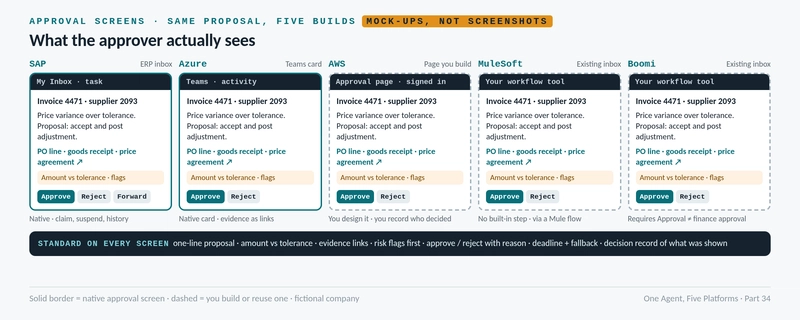 APPROVAL SCREENS · SAME PROPOSAL, FIVE BUILDS MOCK-UPS, NOT SCREENSHOTS
What the approver actually sees
SAP ERP inbox
My Inbox · task
Invoice 4471 · supplier 2093
Price variance over tolerance.
Proposal: accept and post
adjustment.
PO line · goods receipt · price
agreement ↗
Amount vs tolerance · flags
Approve Reject Forward
Native · claim, suspend, history
Azure Teams card
Teams · activity
Invoice 4471 · supplier 2093
Price variance over tolerance.
Proposal: accept and post
adjustment.
PO line · goods receipt · price
agreement ↗
Amount vs tolerance · flags
Approve Reject
Native card · evidence as links
AWS Page you build
Approval page · signed in
Invoice 4471 · supplier 2093
Price variance over tolerance.
Proposal: accept and post
adjustment.
PO line · goods receipt · price
agreement ↗
Amount vs tolerance · flags
Approve Reject
You design it · you record who decided
MuleSoft Existing inbox
Your workflow tool
Invoice 4471 · supplier 2093
Price variance over tolerance.
Proposal: accept and post
adjustment.
PO line · goods receipt · price
agreement ↗
Amount vs tolerance · flags
Approve Reject
No built-in step · via a Mule flow
Boomi Existing inbox
Your workflow tool
Invoice 4471 · supplier 2093
Price variance over tolerance.
Proposal: accept and post
adjustment.
PO line · goods receipt · price
agreement ↗
Amount vs tolerance · flags
Approve Reject
Requires Approval ≠ finance approval
STANDARD ON EVERY SCREEN one-line proposal · amount vs tolerance · evidence links · risk flags first · approve / reject with reason · deadline + fallback · decision record of what was shown
Solid border = native approval screen · dashed = you build or reuse one · fictional company
One Agent, Five Platforms · Part 34